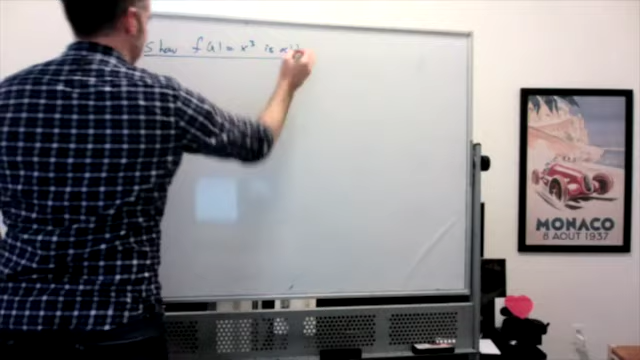 Show f(x) = x³ is
MONACO
8 AOUT 1937